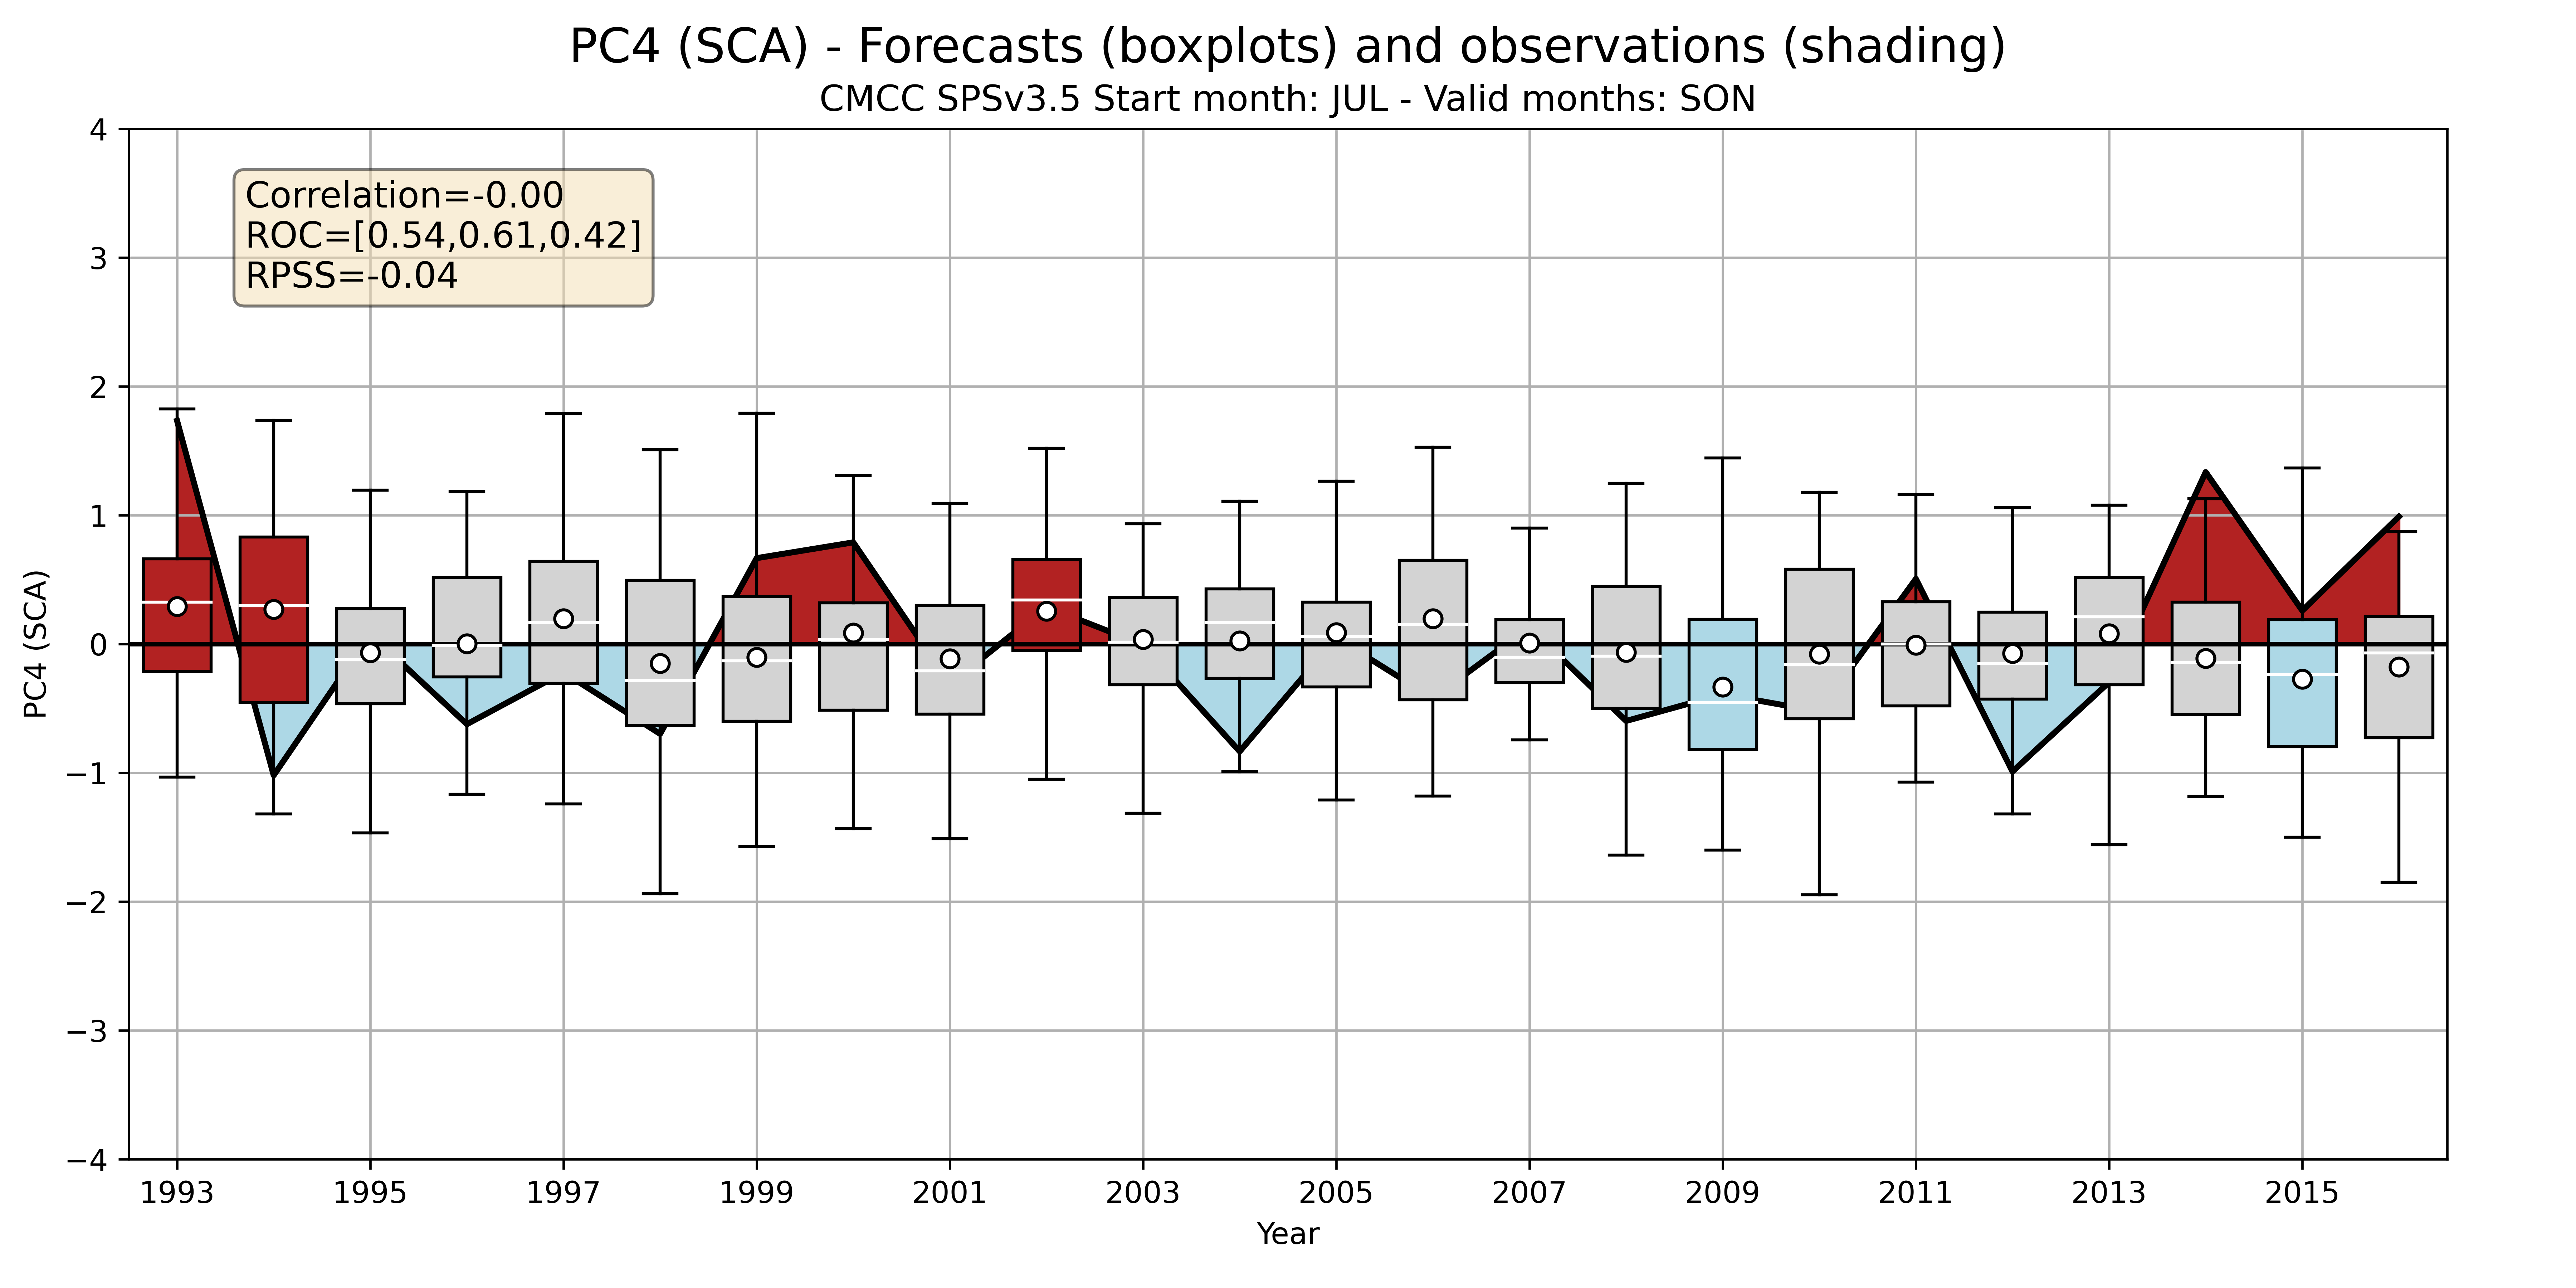 PC4 (SCA) - Forecasts (boxplots) and observations (shading)
CMCC SPSv3.5 Start month: JUL - Valid months: SON
Correlation=-0.00
ROC=[0.54,0.61,0.42]
RPSS=-0.04
PC4 (SCA)
4
3
2
1
0
−1
−2
−3
−4
1993 1995 1997 1999 2001 2003 2005 2007 2009 2011 2013 2015
Year